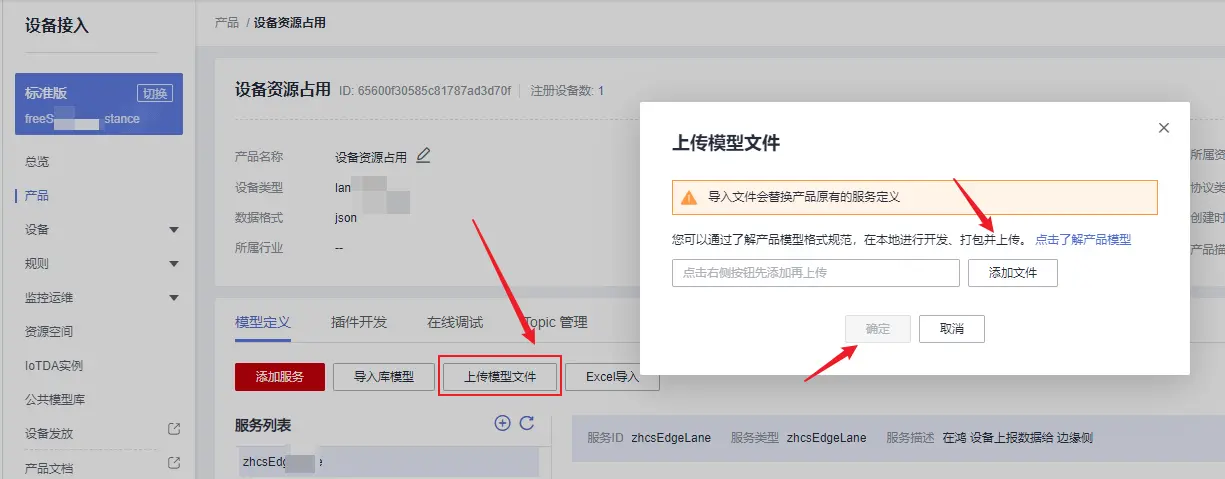 设备接入
标准版 切换
freeS stance
总览
产品
设备
规则
监控运维
资源空间
IoTDA实例
公共模型库
设备发放
产品文档
产品 / 设备资源占用
设备资源占用 ID: 65600f30585c81787ad3d70f 注册设备数: 1
产品名称 设备资源占用
设备类型 lan
数据格式 json
所属行业 --
所属资
协议类
创建时
产品描
模型定义 插件开发 在线调试 Topic 管理
添加服务 导入库模型 上传模型文件 Excel导入
服务列表
zhcsEd
服务ID zhcsEdgeLane 服务类型 zhcsEdgeLane 服务描述 在鸿 设备上报数据给 边缘侧
上传模型文件
导入文件会替换产品原有的服务定义
您可以通过了解产品模型格式规范，在本地进行开发、打包并上传。 点击了解产品模型
点击右侧按钮先添加再上传 添加文件
确定 取消